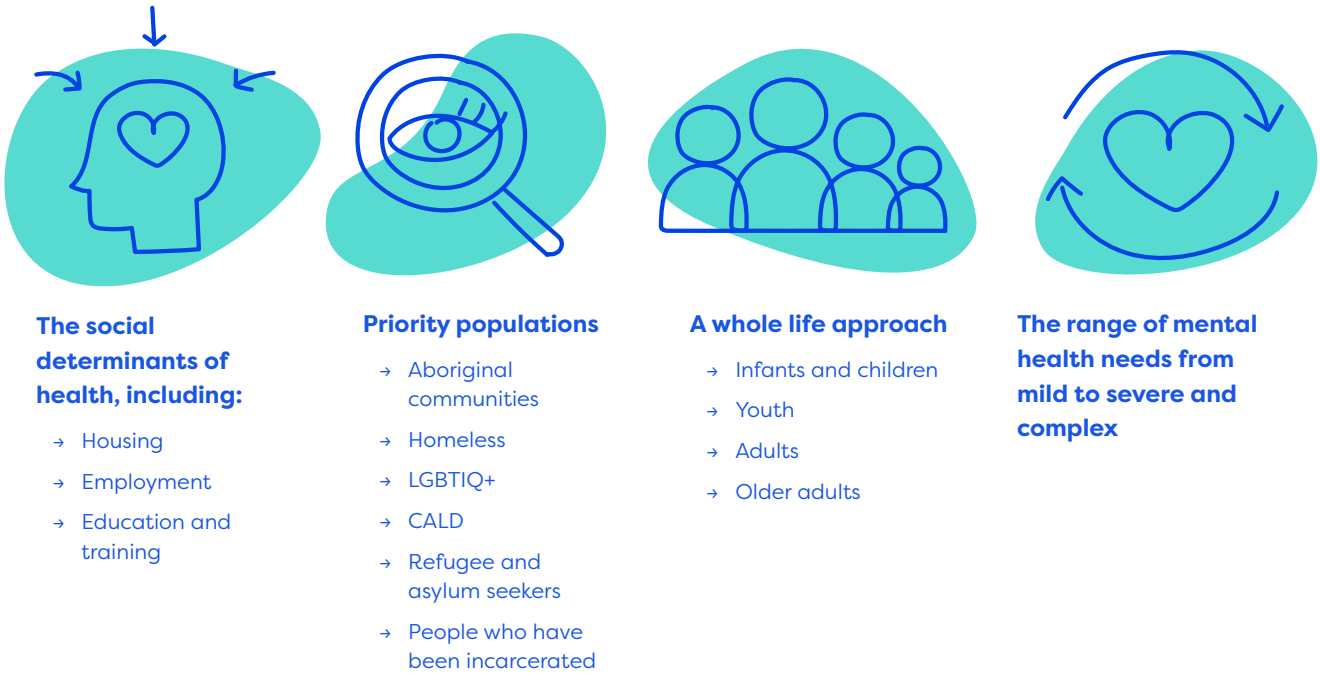 The social
determinants of
health, including:
→ Housing
→ Employment
→ Education and
training
Priority populations
→ Aboriginal
communities
→ Homeless
→ LGBTIQ+
→ CALD
→ Refugee and
asylum seekers
→ People who have
been incarcerated
A whole life approach
→ Infants and children
→ Youth
→ Adults
→ Older adults
The range of mental
health needs from
mild to severe and
complex